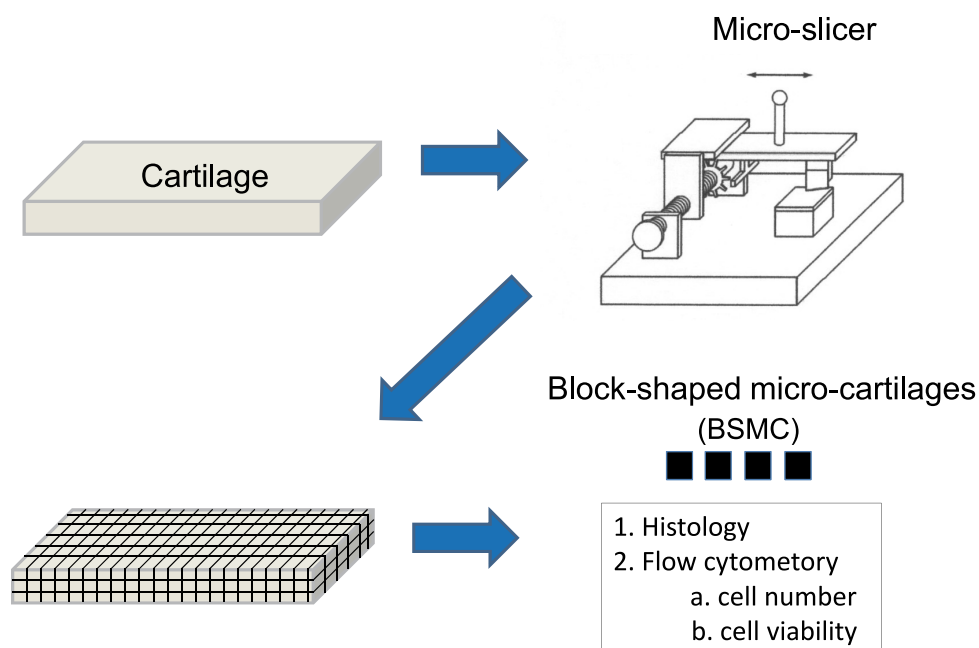 Micro-slicer
Cartilage
Block-shaped micro-cartilages
(BSMC)
1. Histology
2. Flow cytometory
a. cell number
b. cell viability